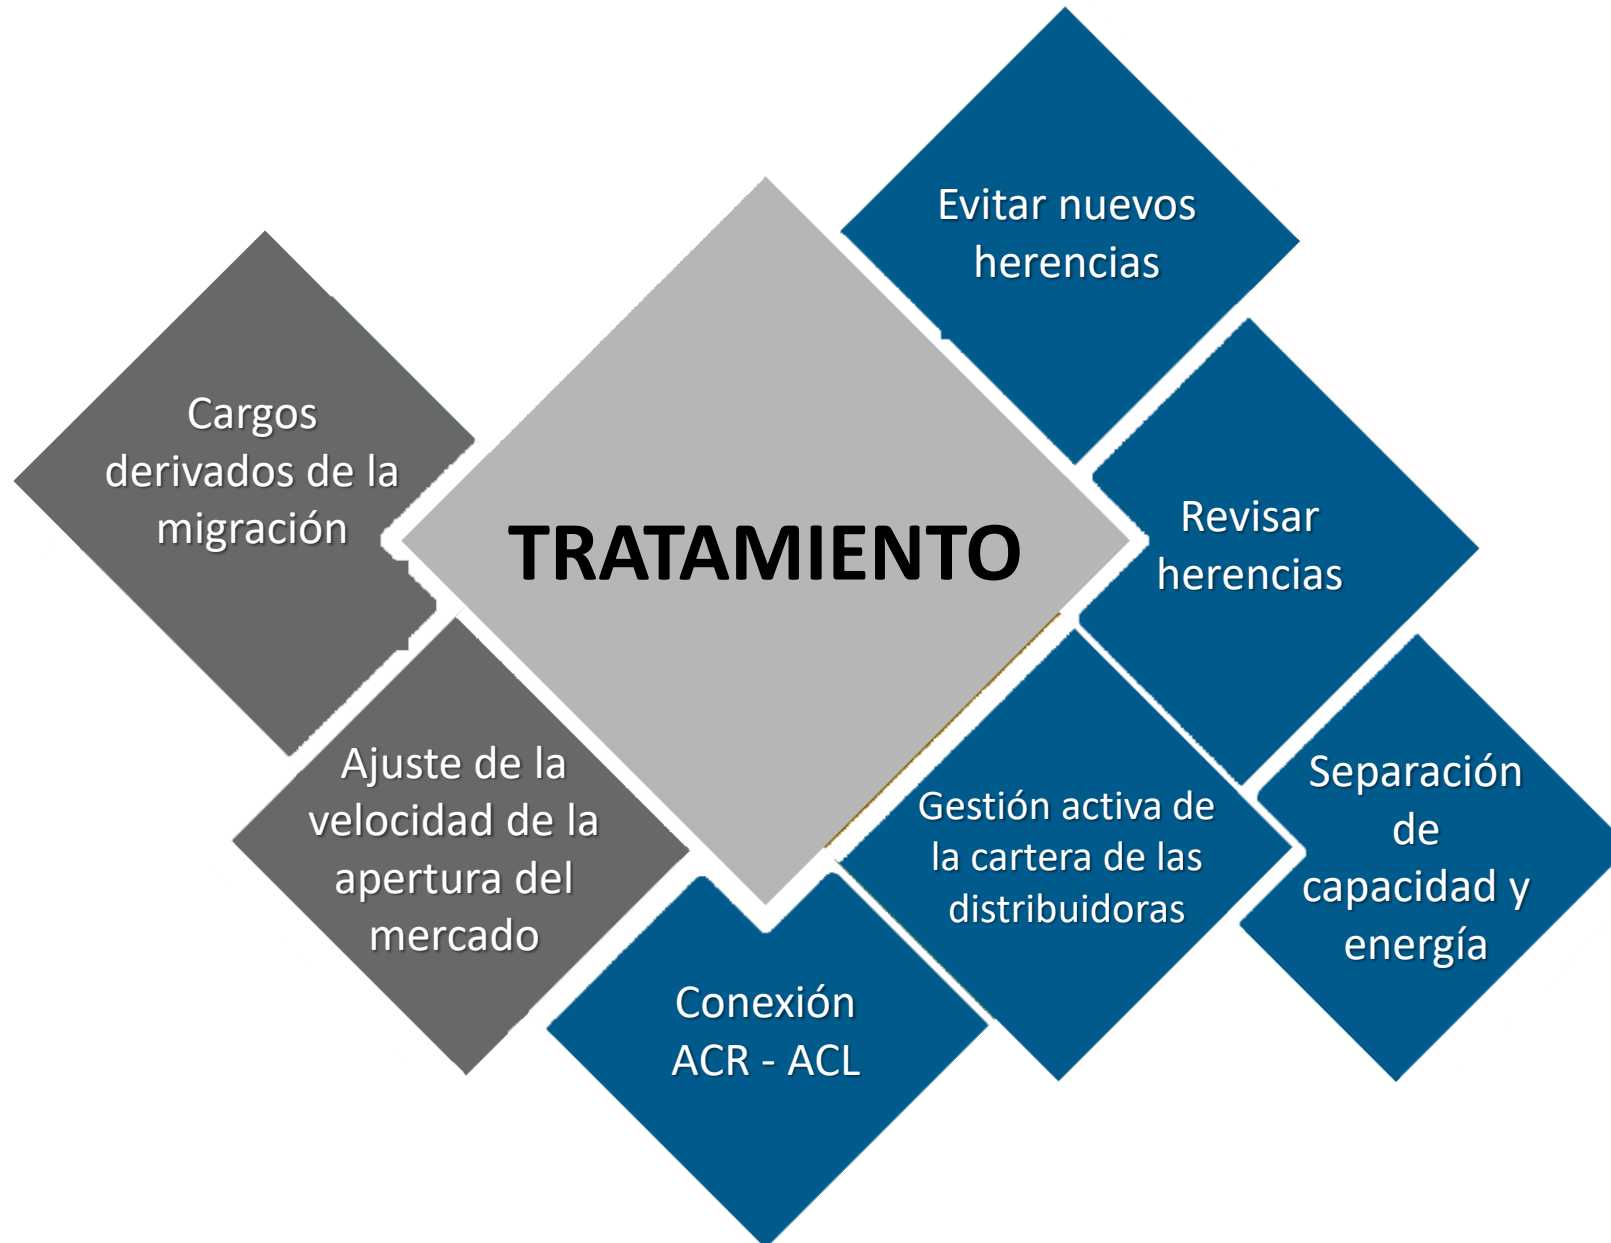 Evitar nuevos
herencias
Cargos
derivados de la
migración
TRATAMIENTO
Revisar
herencias
Ajuste de la
velocidad de la
apertura del
mercado
Gestión activa de
la cartera de las
distribuidoras
Separación
de
capacidad y
energía
Conexión
ACR - ACL